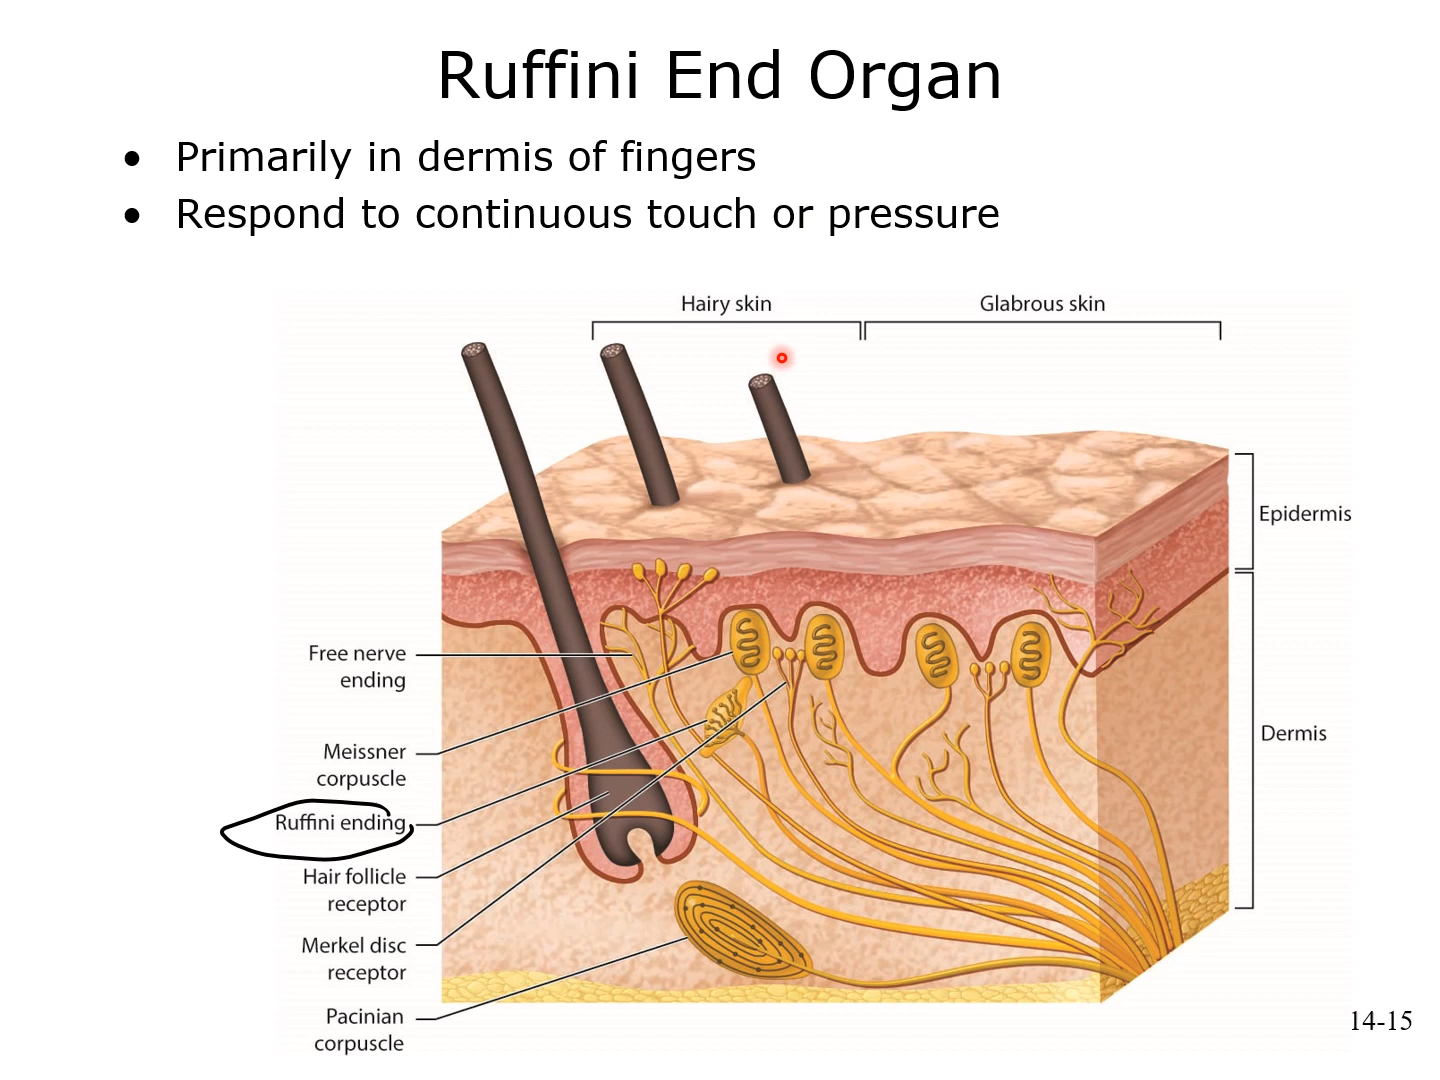 Ruffini End Organ
• Primarily in dermis of fingers
• Respond to continuous touch or pressure
Hairy skin
Glabrous skin
Epidermis
Dermis
Free nerve
ending
Meissner
corpuscle
Ruffini ending
Hair follicle
receptor
Merkel disc
receptor
Pacinian
corpuscle
14-15